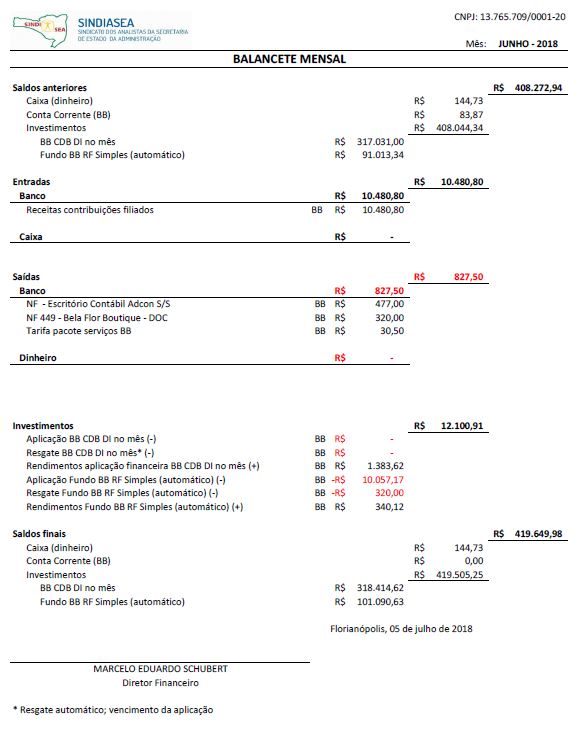 CNPJ: 13.765.709/0001-20
SINDI SEA
SINDIASEA
SINDICATO DOS ANALISTAS DA SECRETARIA
DE ESTADO DA ADMINISTRAÇÃO
Mês: JUNHO - 2018
BALANCETE MENSAL
Saldos anteriores R$ 408.272,94
Caixa (dinheiro) R$ 144,73
Conta Corrente (BB) R$ 83,87
Investimentos R$ 408.044,34
BB CDB DI no mês R$ 317.031,00
Fundo BB RF Simples (automático) R$ 91.013,34
Entradas R$ 10.480,80
Banco R$ 10.480,80
Receitas contribuições filiados BB R$ 10.480,80
Caixa R$ -
Saídas R$ 827,50
Banco R$ 827,50
NF - Escritório Contábil Adcon S/S BB R$ 477,00
NF 449 - Bela Flor Boutique - DOC BB R$ 320,00
Tarifa pacote serviços BB BB R$ 30,50
Dinheiro R$ -
Investimentos R$ 12.100,91
Aplicação BB CDB DI no mês (-) BB R$ -
Resgate BB CDB DI no mês* (-) BB R$ -
Rendimentos aplicação financeira BB CDB DI no mês (+) BB R$ 1.383,62
Aplicação Fundo BB RF Simples (automático) (-) BB -R$ 10.057,17
Resgate Fundo BB RF Simples (automático) (-) BB -R$ 320,00
Rendimentos Fundo BB RF Simples (automático) (+) BB R$ 340,12
Saldos finais R$ 419.649,98
Caixa (dinheiro) R$ 144,73
Conta Corrente (BB) R$ 0,00
Investimentos R$ 419.505,25
BB CDB DI no mês R$ 318.414,62
Fundo BB RF Simples (automático) R$ 101.090,63
Florianópolis, 05 de julho de 2018
MARCELO EDUARDO SCHUBERT
Diretor Financeiro
* Resgate automático; vencimento da aplicação